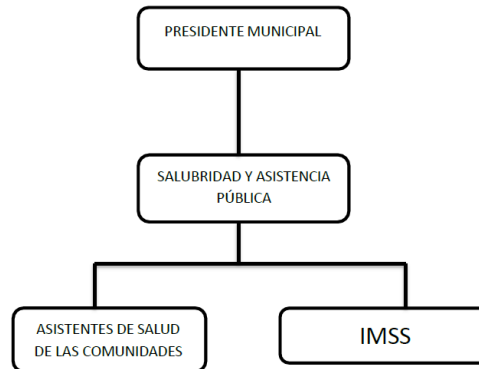 PRESIDENTE MUNICIPAL
SALUBRIDAD Y ASISTENCIA
PÚBLICA
ASISTENTES DE SALUD
DE LAS COMUNIDADES
IMSS